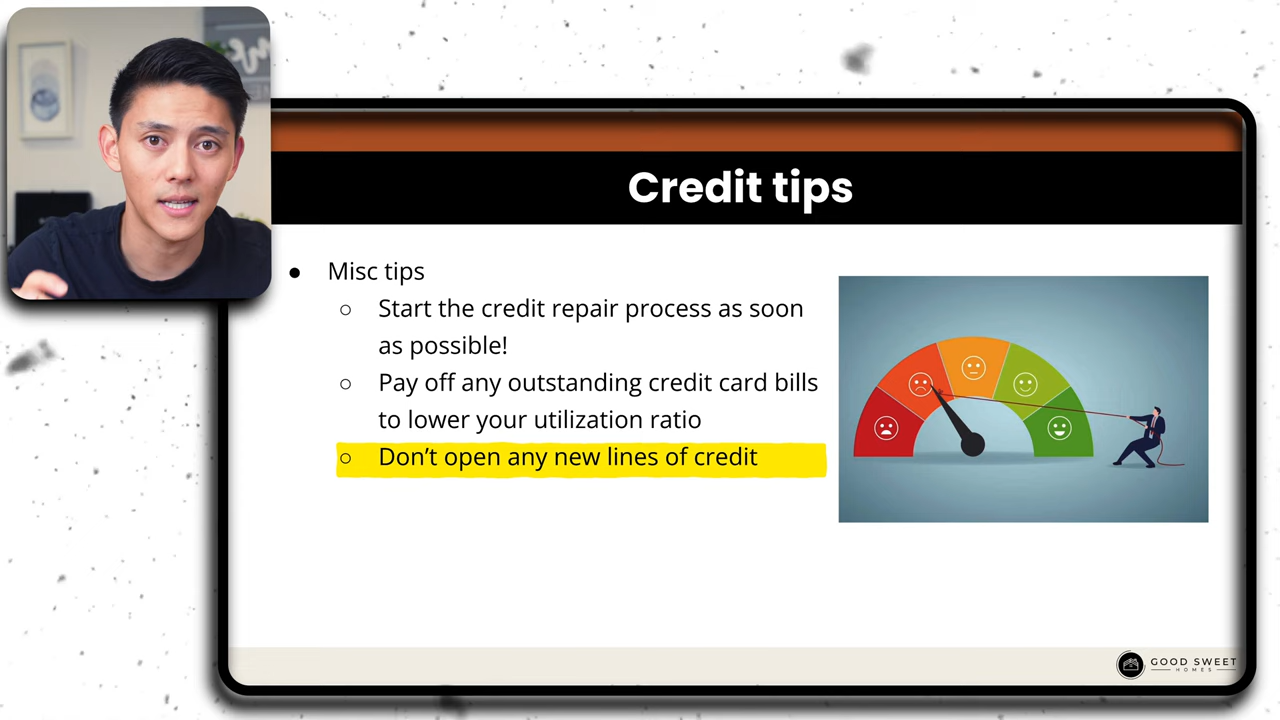 Credit tips
● Misc tips
○ Start the credit repair process as soon
as possible!
○ Pay off any outstanding credit card bills
to lower your utilization ratio
○ Don’t open any new lines of credit
GOOD SWEET
HOMES